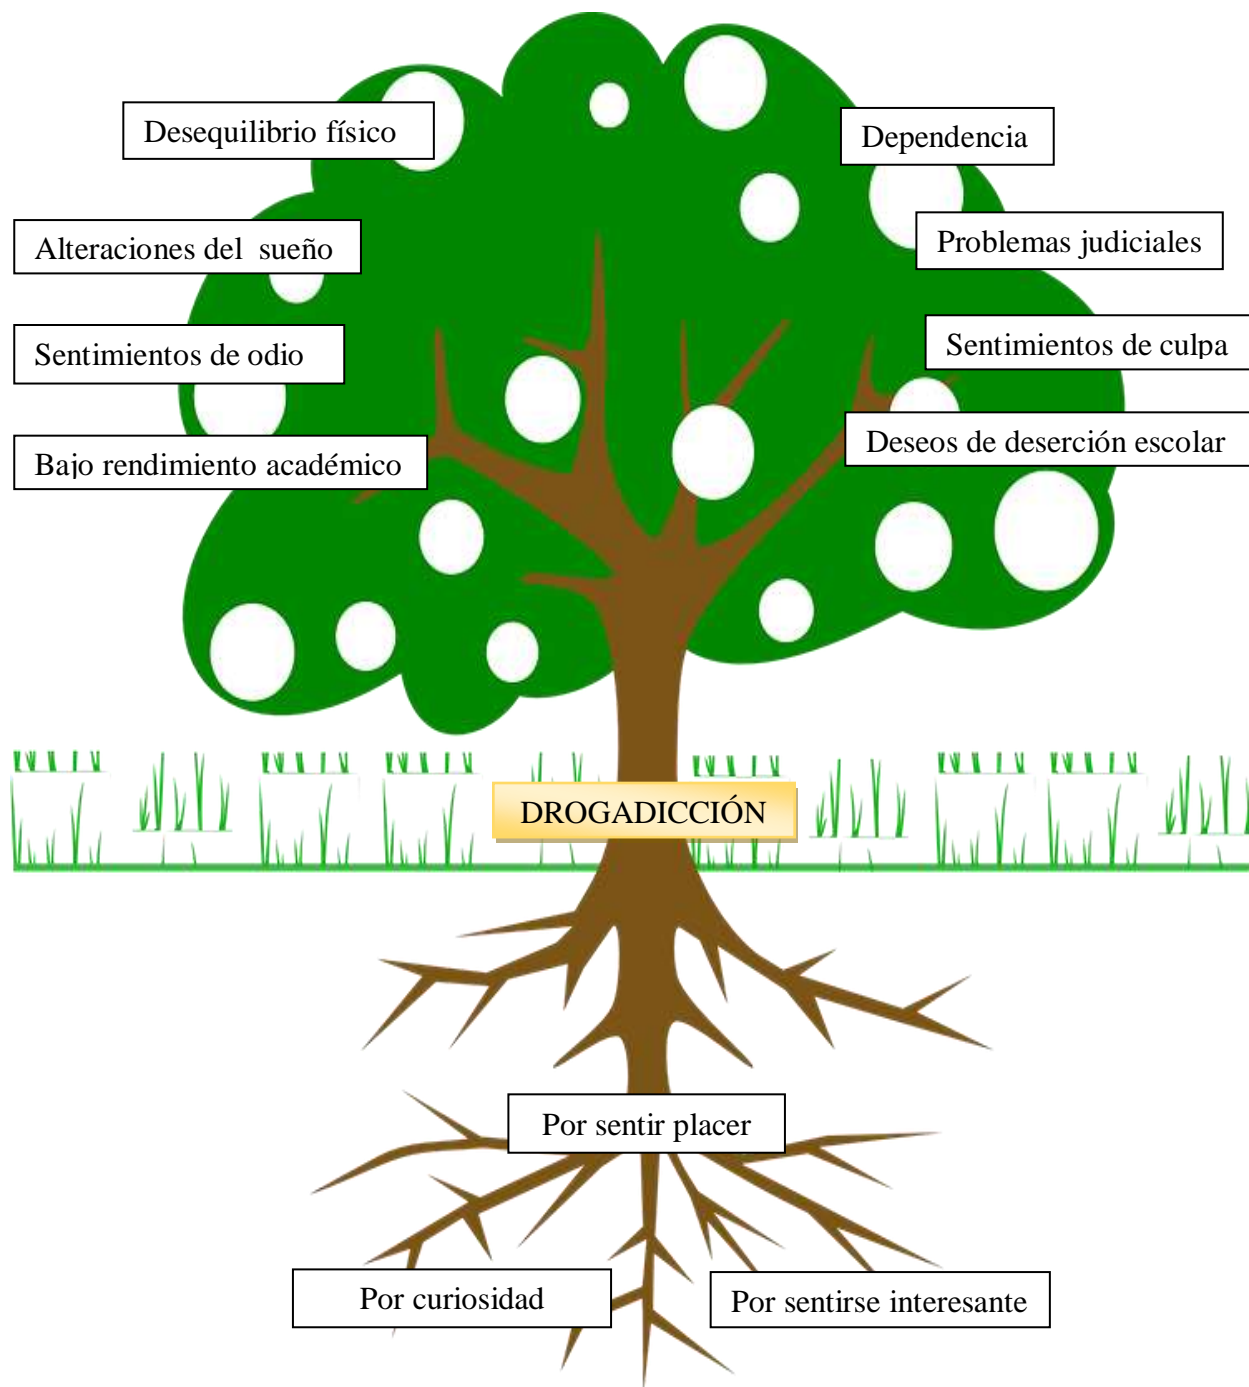 Desequilibrio físico
Dependencia
Alteraciones del sueño
Problemas judiciales
Sentimientos de odio
Sentimientos de culpa
Bajo rendimiento académico
Deseos de deserción escolar
DROGADICCIÓN
Por sentir placer
Por curiosidad
Por sentirse interesante